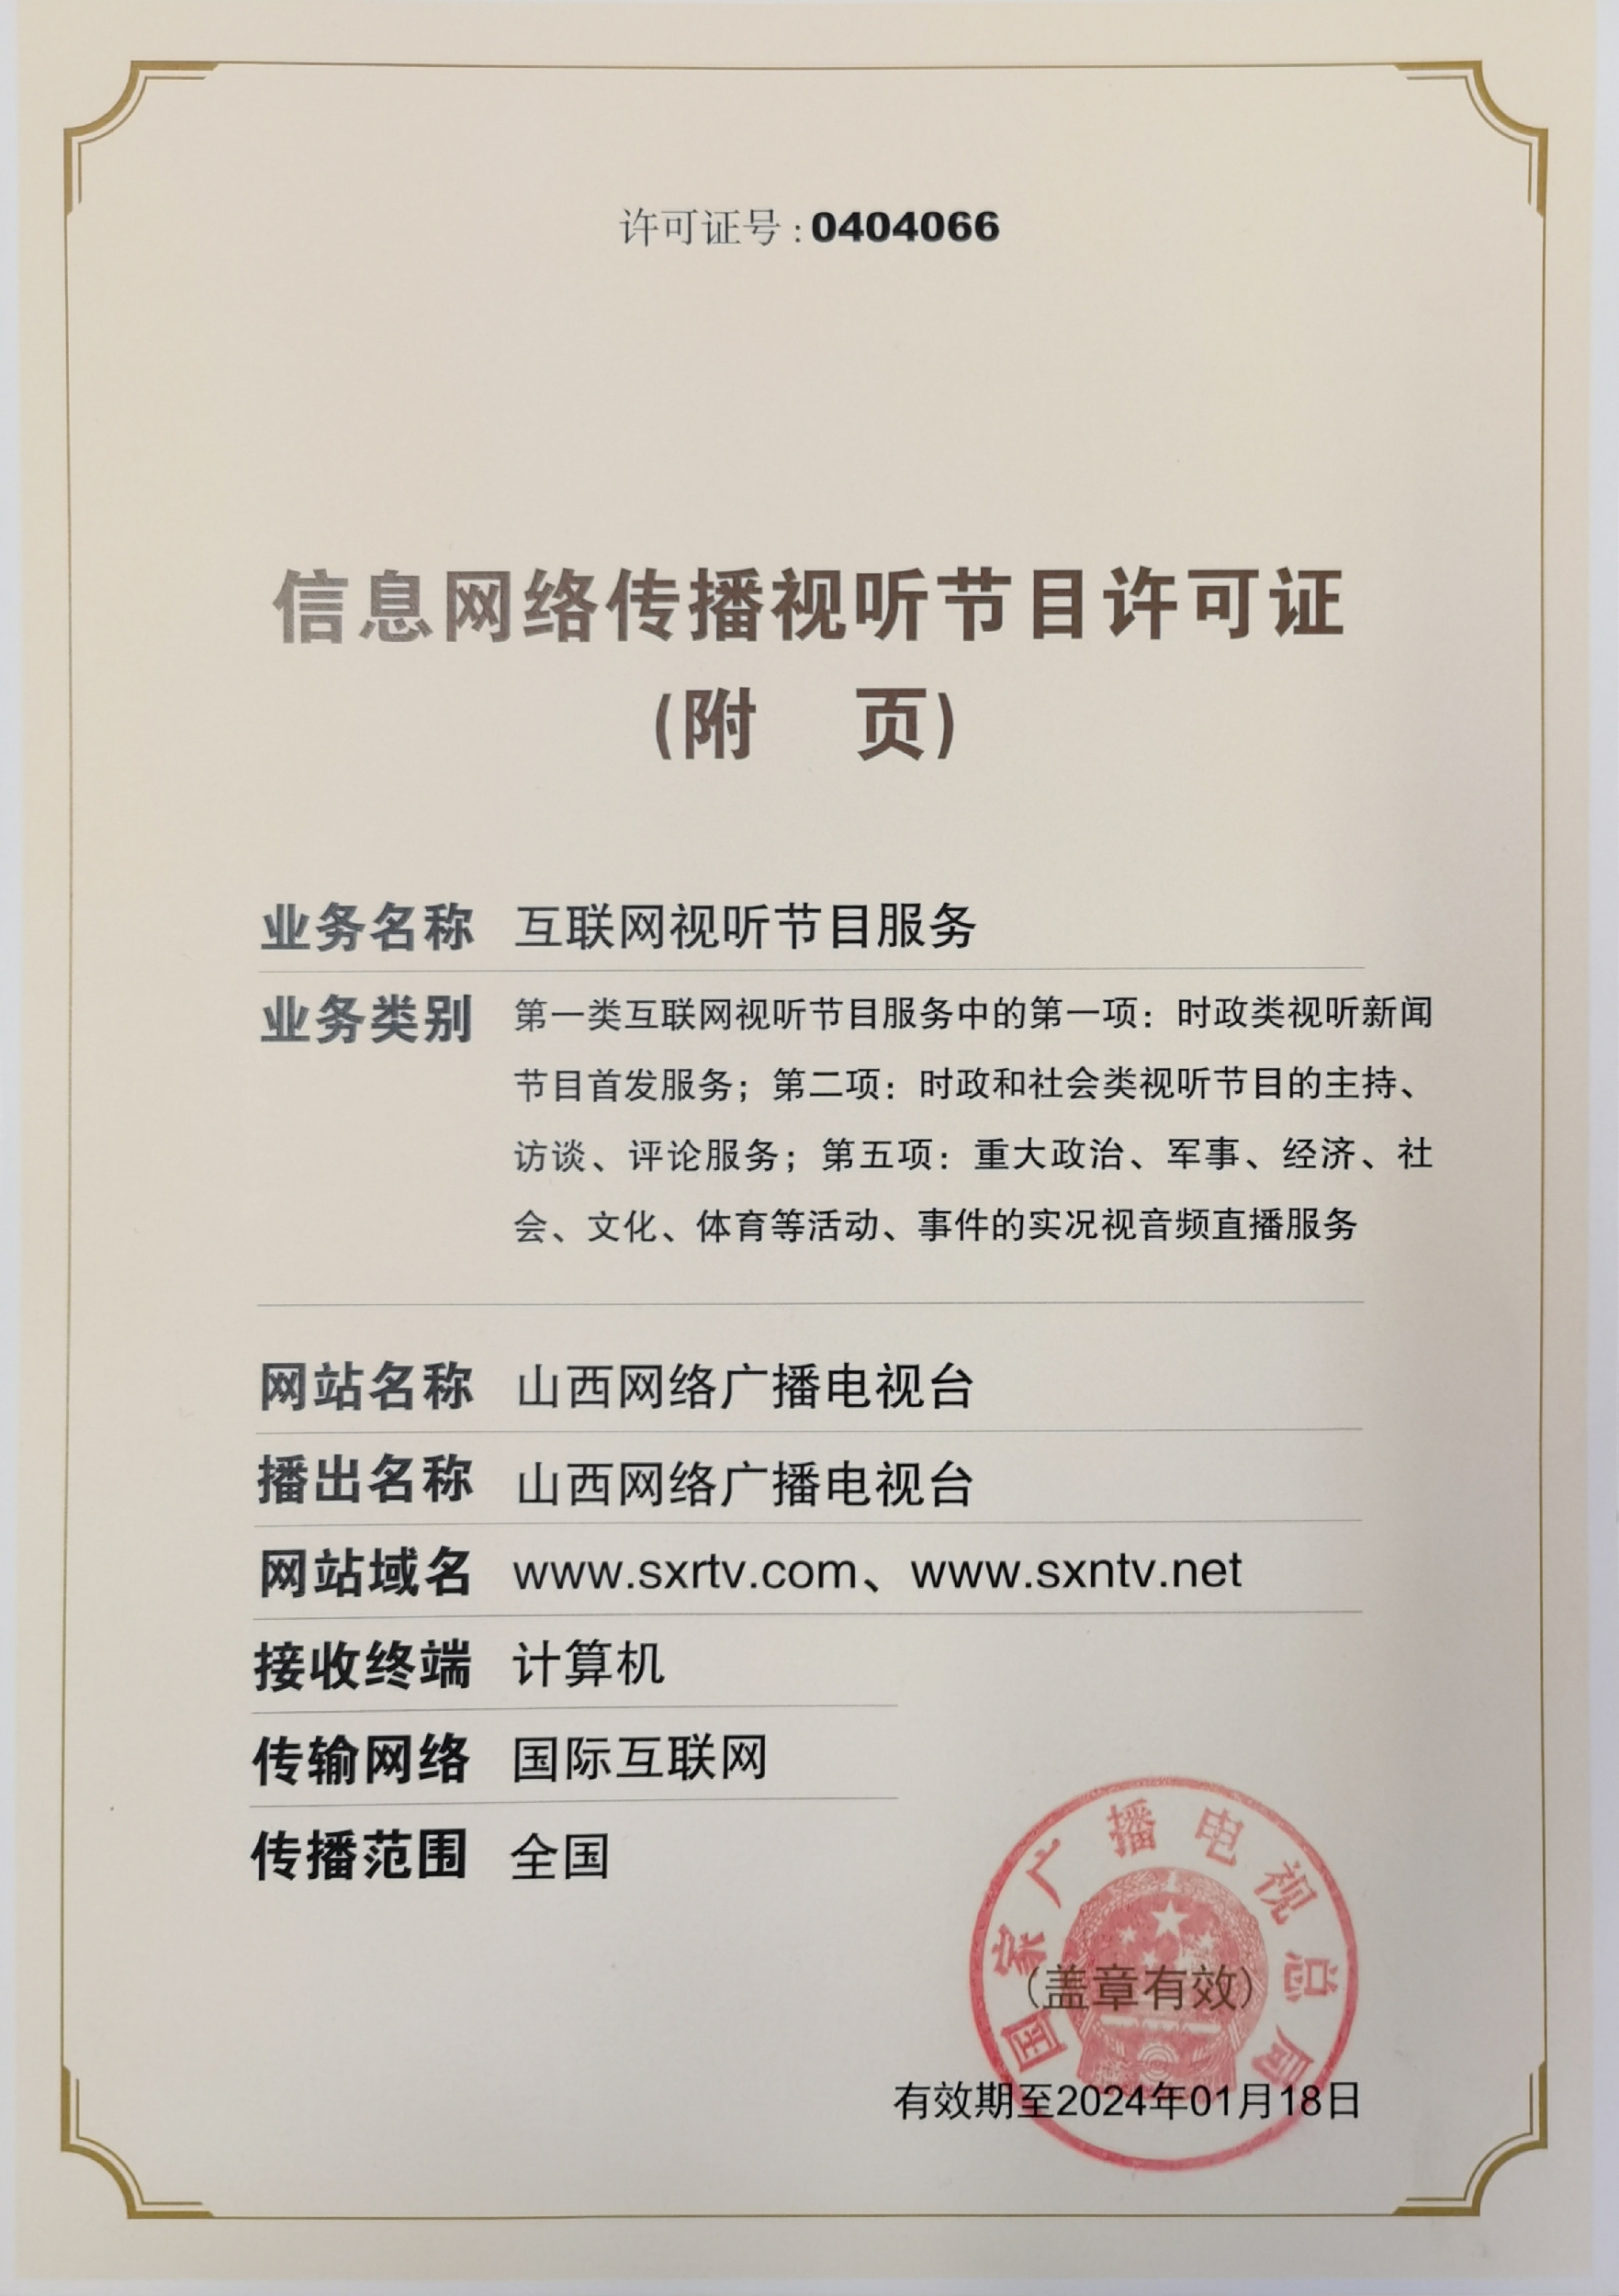 许可证号：0404066
信息网络传播视听节目许可证
(附 页)
业务名称 互联网视听节目服务
业务类别 第一类互联网视听节目服务中的第一项：时政类视听新闻
节目首发服务；第二项：时政和社会类视听节目的主持、
访谈、评论服务；第五项：重大政治、军事、经济、社
会、文化、体育等活动、事件的实况视音频直播服务
网站名称 山西网络广播电视台
播出名称 山西网络广播电视台
网站域名 www.sxrtv.com、www.sxntv.net
接收终端 计算机
传输网络 国际互联网
传播范围 全国
国家广播电视总局
(盖章有效)
有效期至2024年01月18日